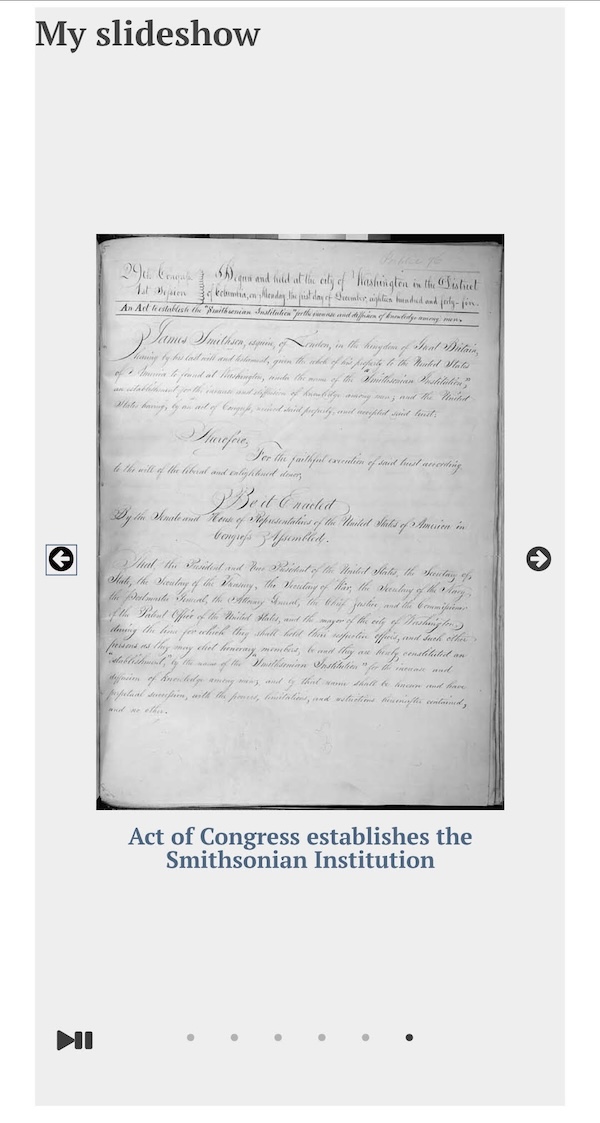 My slideshow
29th Congress
1st Session
Begun and held at the city of Washington in the District
of Columbia, on Monday the first day of December, eighteen hundred and forty-five.
An Act to establish the "Smithsonian Institution" for the increase and diffusion of knowledge among men.
James Smithson, esquire, of London, in the kingdom of Great Britain,
having by his last will and testament, given the whole of his property to the United States
of America to found at Washington, under the name of the "Smithsonian Institution,"
an establishment for the increase and diffusion of knowledge among men; and the United
States having, by an act of Congress, received said property, and accepted said trust.
Therefore,
For the faithful execution of said trust according
to the will of the liberal and enlightened donor;
Be it Enacted
By the Senate and House of Representatives of the United States of America in
Congress Assembled.
That, the President and Vice President of the United States, the Secretary of
State, the Secretary of the Treasury, the Secretary of War, the Secretary of the Navy,
the Postmaster General, the Attorney General, the Chief Justice, and the Commissioner
of the Patent Office of the United States, and the mayor of the city of Washington,
during the time for which they shall hold their respective offices, and such other
persons as they may elect honorary members, be and they are hereby constituted an
"establishment," by the name of the "Smithsonian Institution" for the increase and
diffusion of knowledge among men, and by that name shall be known and have
perpetual succession, with the powers, limitations, and restrictions hereinafter contained,
and no other.
Act of Congress establishes the
Smithsonian Institution